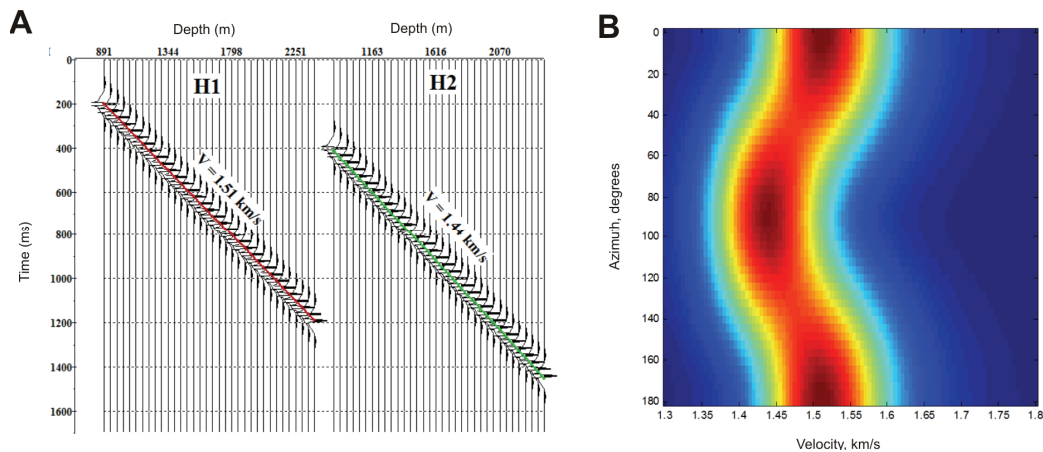 A
Depth (m)
Depth (m)
891 1344 1798 2251 1163 1616 2070
H1
H2
V = 1.51 km/s
V = 1.44 km/s
Time (ms)
0
200
400
600
800
1000
1200
1400
1600
B
0
20
40
60
80
100
120
140
160
180
Azimuh, degrees
1.3 1.35 1.4 1.45 1.5 1.55 1.6 1.65 1.7 1.75 1.8
Velocity, km/s